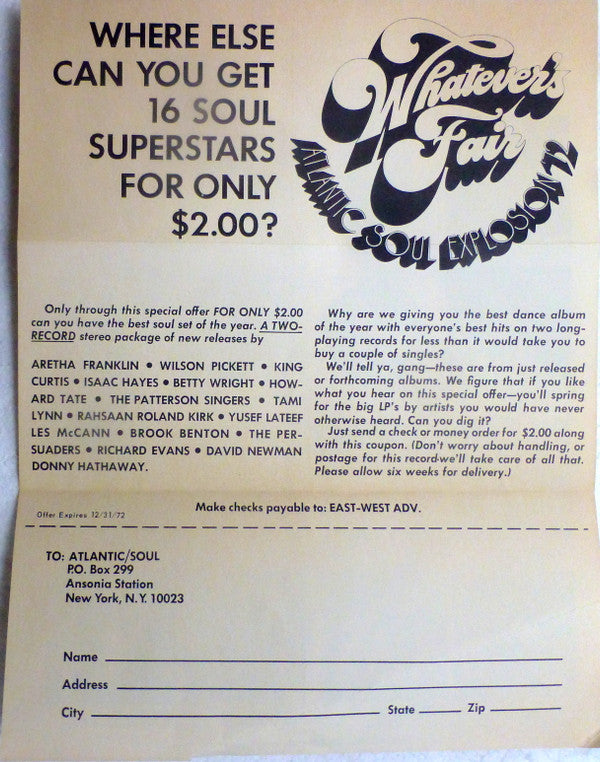 WHERE ELSE
CAN YOU GET
16 SOUL
SUPERSTARS
FOR ONLY
$2.00?
Whatever's
Fair
ATLANTIC SOUL EXPLOSION 72
Only through this special offer FOR ONLY $2.00
can you have the best soul set of the year. A TWO-
RECORD stereo package of new releases by
ARETHA FRANKLIN • WILSON PICKETT • KING
CURTIS • ISAAC HAYES • BETTY WRIGHT • HOW-
ARD TATE • THE PATTERSON SINGERS • TAMI
LYNN • RAHSAAN ROLAND KIRK • YUSEF LATEEF
LES McCANN • BROOK BENTON • THE PER-
SUADERS • RICHARD EVANS • DAVID NEWMAN
DONNY HATHAWAY.
Why are we giving you the best dance album
of the year with everyone's best hits on two long-
playing records for less than it would take you to
buy a couple of singles?
We'll tell ya, gang—these are from just released
or forthcoming albums. We figure that if you like
what you hear on this special offer—you'll spring
for the big LP's by artists you would have never
otherwise heard. Can you dig it?
Just send a check or money order for $2.00 along
with this coupon. (Don't worry about handling, or
postage for this record-we'll take care of all that.
Please allow six weeks for delivery.)
Offer Expires 12/31/72
Make checks payable to: EAST-WEST ADV.
TO: ATLANTIC/SOUL
P.O. Box 299
Ansonia Station
New York, N.Y. 10023
Name
Address
City State Zip